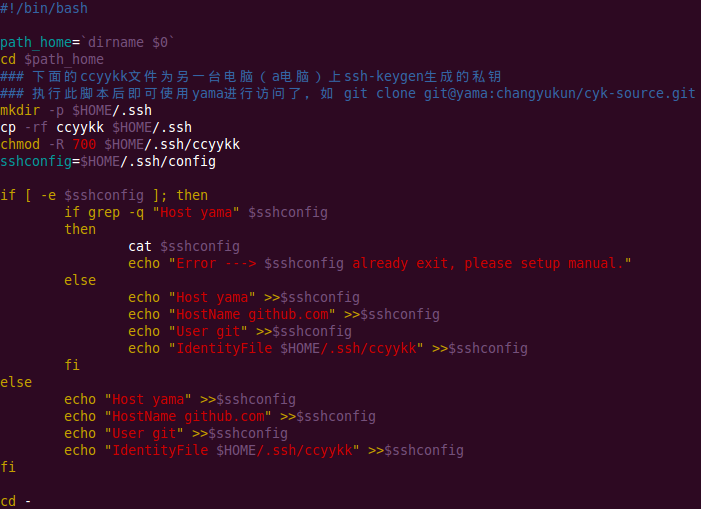 #!/bin/bash
path_home=`dirname $0`
cd $path_home
### 下面的ccyykk文件为另一台电脑（a电脑）上ssh-keygen生成的私钥
### 执行此脚本后即可使用yama进行访问了，如 git clone git@yama:changyukun/cyk-source.git
mkdir -p $HOME/.ssh
cp -rf ccyykk $HOME/.ssh
chmod -R 700 $HOME/.ssh/ccyykk
sshconfig=$HOME/.ssh/config
if [ -e $sshconfig ]; then
if grep -q "Host yama" $sshconfig
then
cat $sshconfig
echo "Error ---> $sshconfig already exit, please setup manual."
else
echo "Host yama" >>$sshconfig
echo "HostName github.com" >>$sshconfig
echo "User git" >>$sshconfig
echo "IdentityFile $HOME/.ssh/ccyykk" >>$sshconfig
fi
else
echo "Host yama" >>$sshconfig
echo "HostName github.com" >>$sshconfig
echo "User git" >>$sshconfig
echo "IdentityFile $HOME/.ssh/ccyykk" >>$sshconfig
fi
cd -